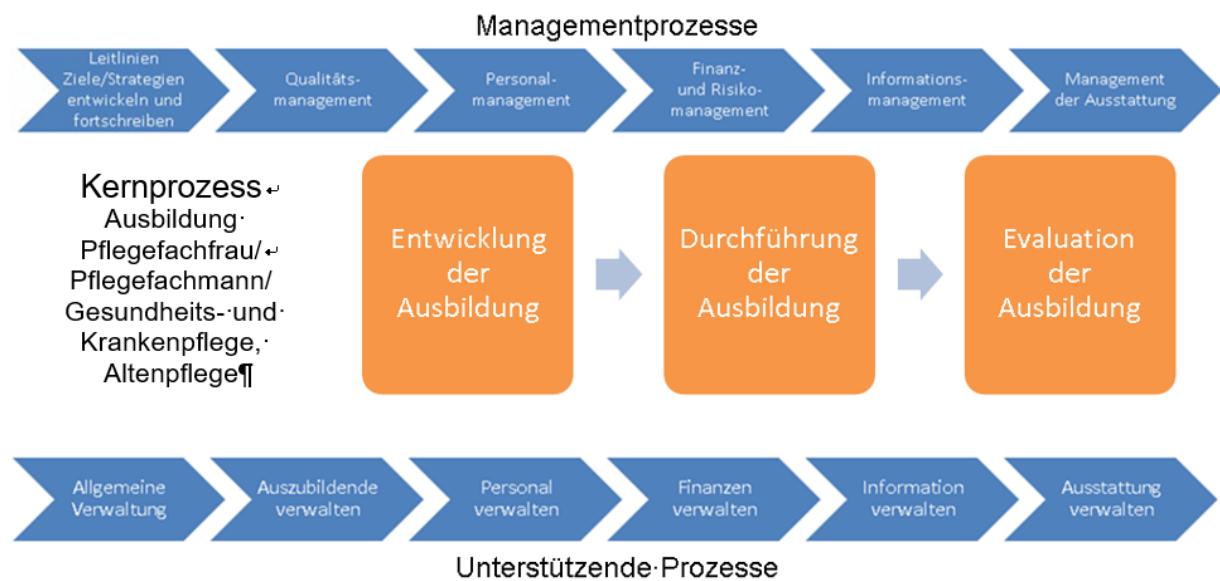 Managementprozesse
Leitlinien
Ziele/Strategien
entwickeln und
fortschreiben
Qualitäts-
management
Personal-
management
Finanz-
und Risiko-
management
Informations-
management
Management
der Ausstattung
Kernprozess↵
Ausbildung·
Pflegefachfrau/↵
Pflegefachmann/
Gesundheits-·und·
Krankenpflege,·
Altenpflege¶
Entwicklung
der
Ausbildung
Durchführung
der
Ausbildung
Evaluation
der
Ausbildung
Allgemeine
Verwaltung
Auszubildende
verwalten
Personal
verwalten
Finanzen
verwalten
Information
verwalten
Ausstattung
verwalten
Unterstützende·Prozesse